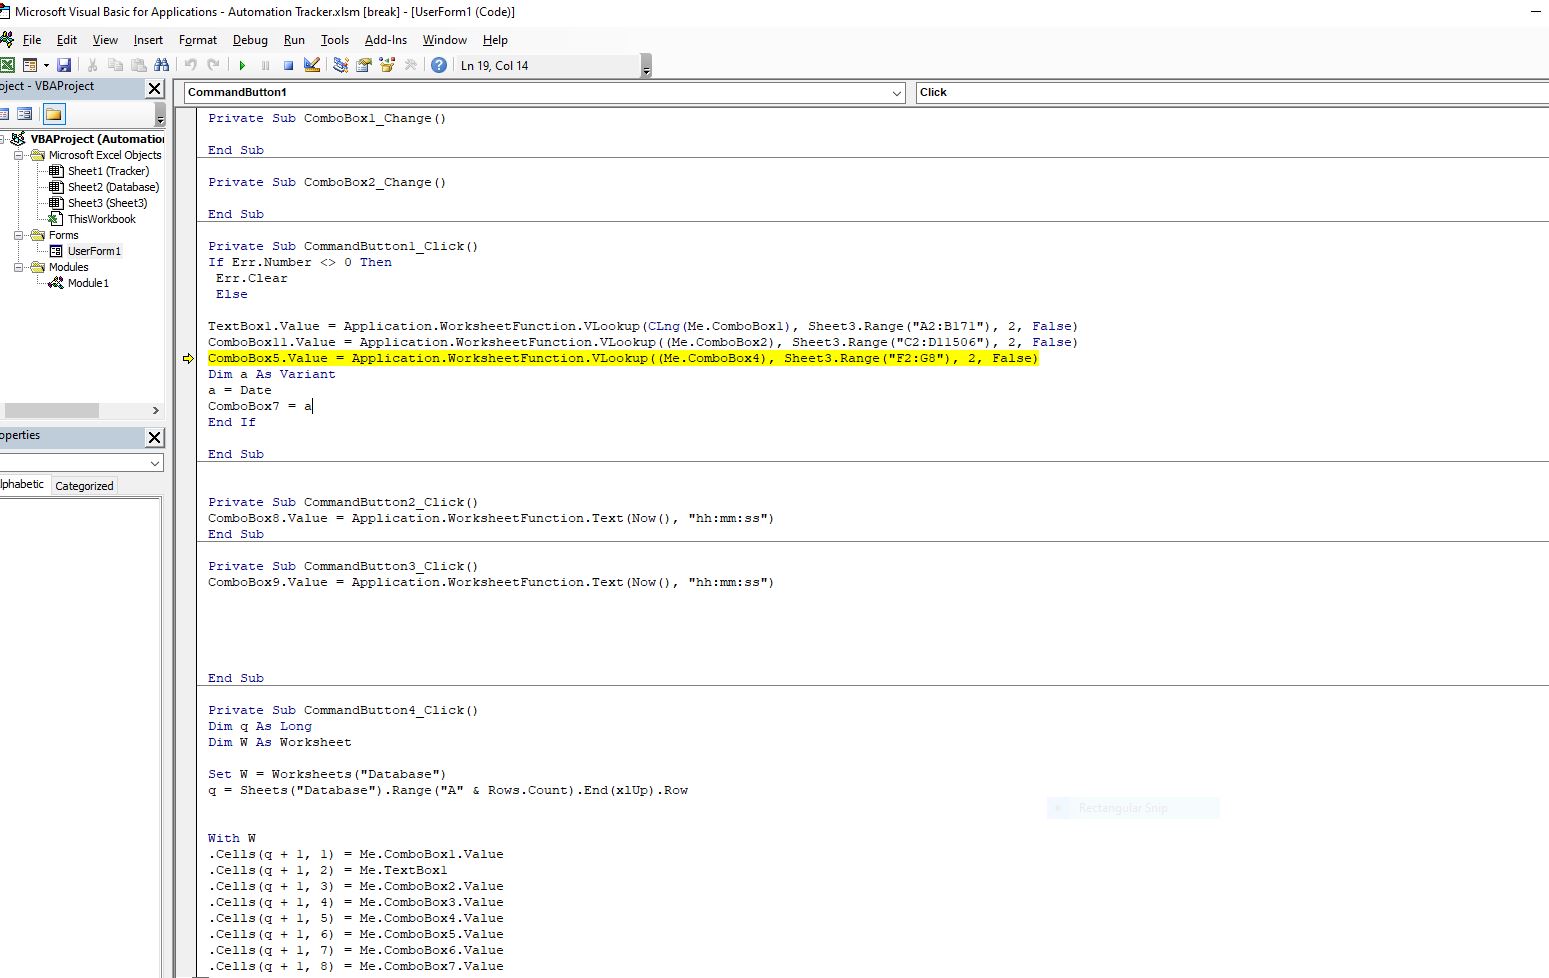 Microsoft Visual Basic for Applications - Automation Tracker.xlsm [break] - [UserForm1 (Code)]
File Edit View Insert Format Debug Run Tools Add-Ins Window Help
Ln 19, Col 14
oject - VBAProject
VBAProject (Automation
Microsoft Excel Objects
Sheet1 (Tracker)
Sheet2 (Database)
Sheet3 (Sheet3)
ThisWorkbook
Forms
UserForm1
Modules
Module1
operties
lphabetic Categorized
CommandButton1 Click
Private Sub ComboBox1_Change()
End Sub
Private Sub ComboBox2_Change()
End Sub
Private Sub CommandButton1_Click()
If Err.Number <> 0 Then
Err.Clear
Else
TextBox1.Value = Application.WorksheetFunction.VLookup(CLng(Me.ComboBox1), Sheet3.Range("A2:B171"), 2, False)
ComboBox11.Value = Application.WorksheetFunction.VLookup((Me.ComboBox2), Sheet3.Range("C2:D11506"), 2, False)
ComboBox5.Value = Application.WorksheetFunction.VLookup((Me.ComboBox4), Sheet3.Range("F2:G8"), 2, False)
Dim a As Variant
a = Date
ComboBox7 = a
End If
End Sub
Private Sub CommandButton2_Click()
ComboBox8.Value = Application.WorksheetFunction.Text(Now(), "hh:mm:ss")
End Sub
Private Sub CommandButton3_Click()
ComboBox9.Value = Application.WorksheetFunction.Text(Now(), "hh:mm:ss")
End Sub
Private Sub CommandButton4_Click()
Dim q As Long
Dim W As Worksheet
Set W = Worksheets("Database")
q = Sheets("Database").Range("A" & Rows.Count).End(xlUp).Row
Rectangular Snip
With W
.Cells(q + 1, 1) = Me.ComboBox1.Value
.Cells(q + 1, 2) = Me.TextBox1
.Cells(q + 1, 3) = Me.ComboBox2.Value
.Cells(q + 1, 4) = Me.ComboBox3.Value
.Cells(q + 1, 5) = Me.ComboBox4.Value
.Cells(q + 1, 6) = Me.ComboBox5.Value
.Cells(q + 1, 7) = Me.ComboBox6.Value
.Cells(q + 1, 8) = Me.ComboBox7.Value